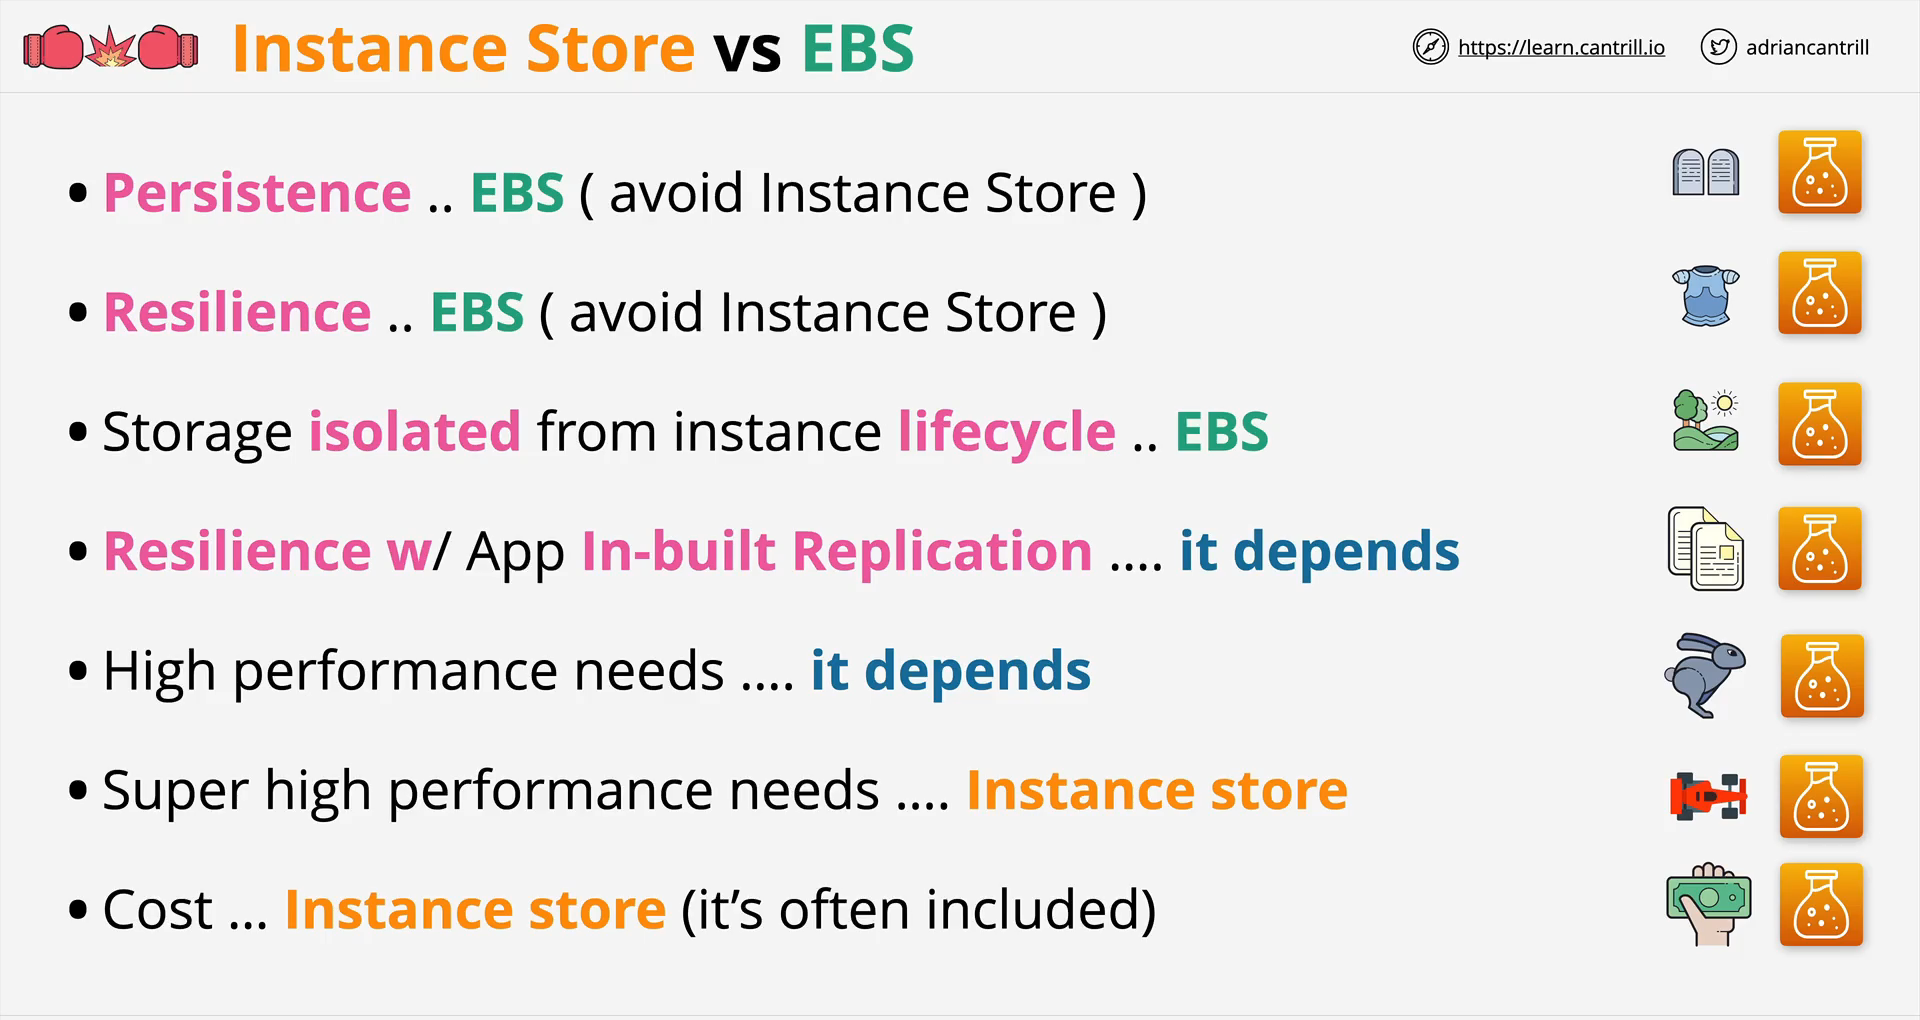 Instance Store vs EBS
https://learn.cantrill.io
adriancantrill
• Persistence .. EBS ( avoid Instance Store )
• Resilience .. EBS ( avoid Instance Store )
• Storage isolated from instance lifecycle .. EBS
• Resilience w/ App In-built Replication .... it depends
• High performance needs .... it depends
• Super high performance needs .... Instance store
• Cost ... Instance store (it’s often included)